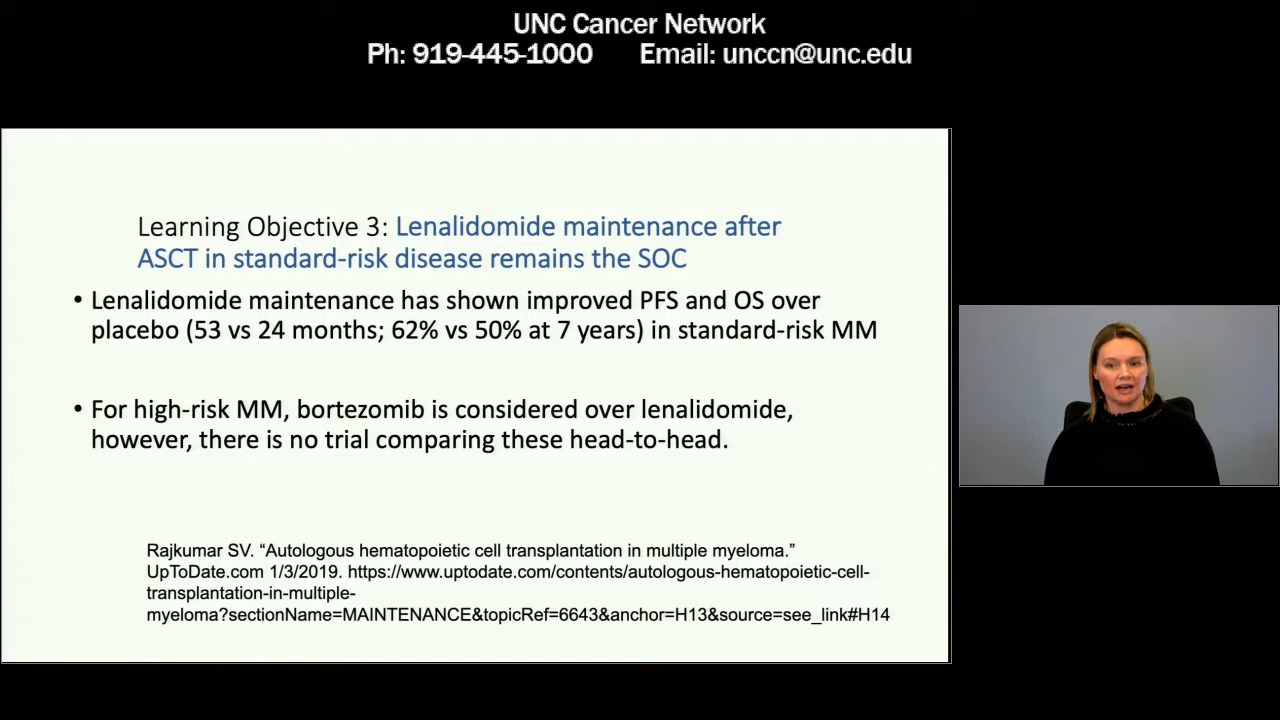 UNC Cancer Network
Ph: 919-445-1000 Email: unccn@unc.edu
Learning Objective 3: Lenalidomide maintenance after
ASCT in standard-risk disease remains the SOC
• Lenalidomide maintenance has shown improved PFS and OS over
placebo (53 vs 24 months; 62% vs 50% at 7 years) in standard-risk MM
• For high-risk MM, bortezomib is considered over lenalidomide,
however, there is no trial comparing these head-to-head.
Rajkumar SV. “Autologous hematopoietic cell transplantation in multiple myeloma.”
UpToDate.com 1/3/2019. https://www.uptodate.com/contents/autologous-hematopoietic-cell-
transplantation-in-multiple-
myeloma?sectionName=MAINTENANCE&topicRef=6643&anchor=H13&source=see_link#H14